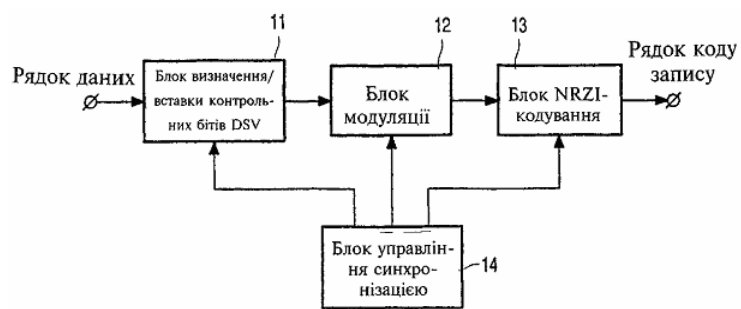 11
12
13
Рядок даних
Блок визначення/
вставки контроль-
них бітів DSV
Блок
модуляції
Блок NRZI-
кодування
Рядок коду
запису
Блок управлін-
ня синхро-
нізацією
14